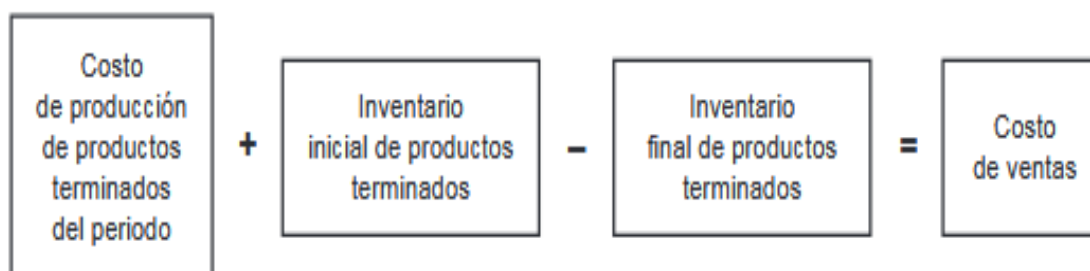 Costo
de producción
de productos
terminados
del periodo
+
Inventario
inicial de productos
terminados
–
Inventario
final de productos
terminados
=
Costo
de ventas